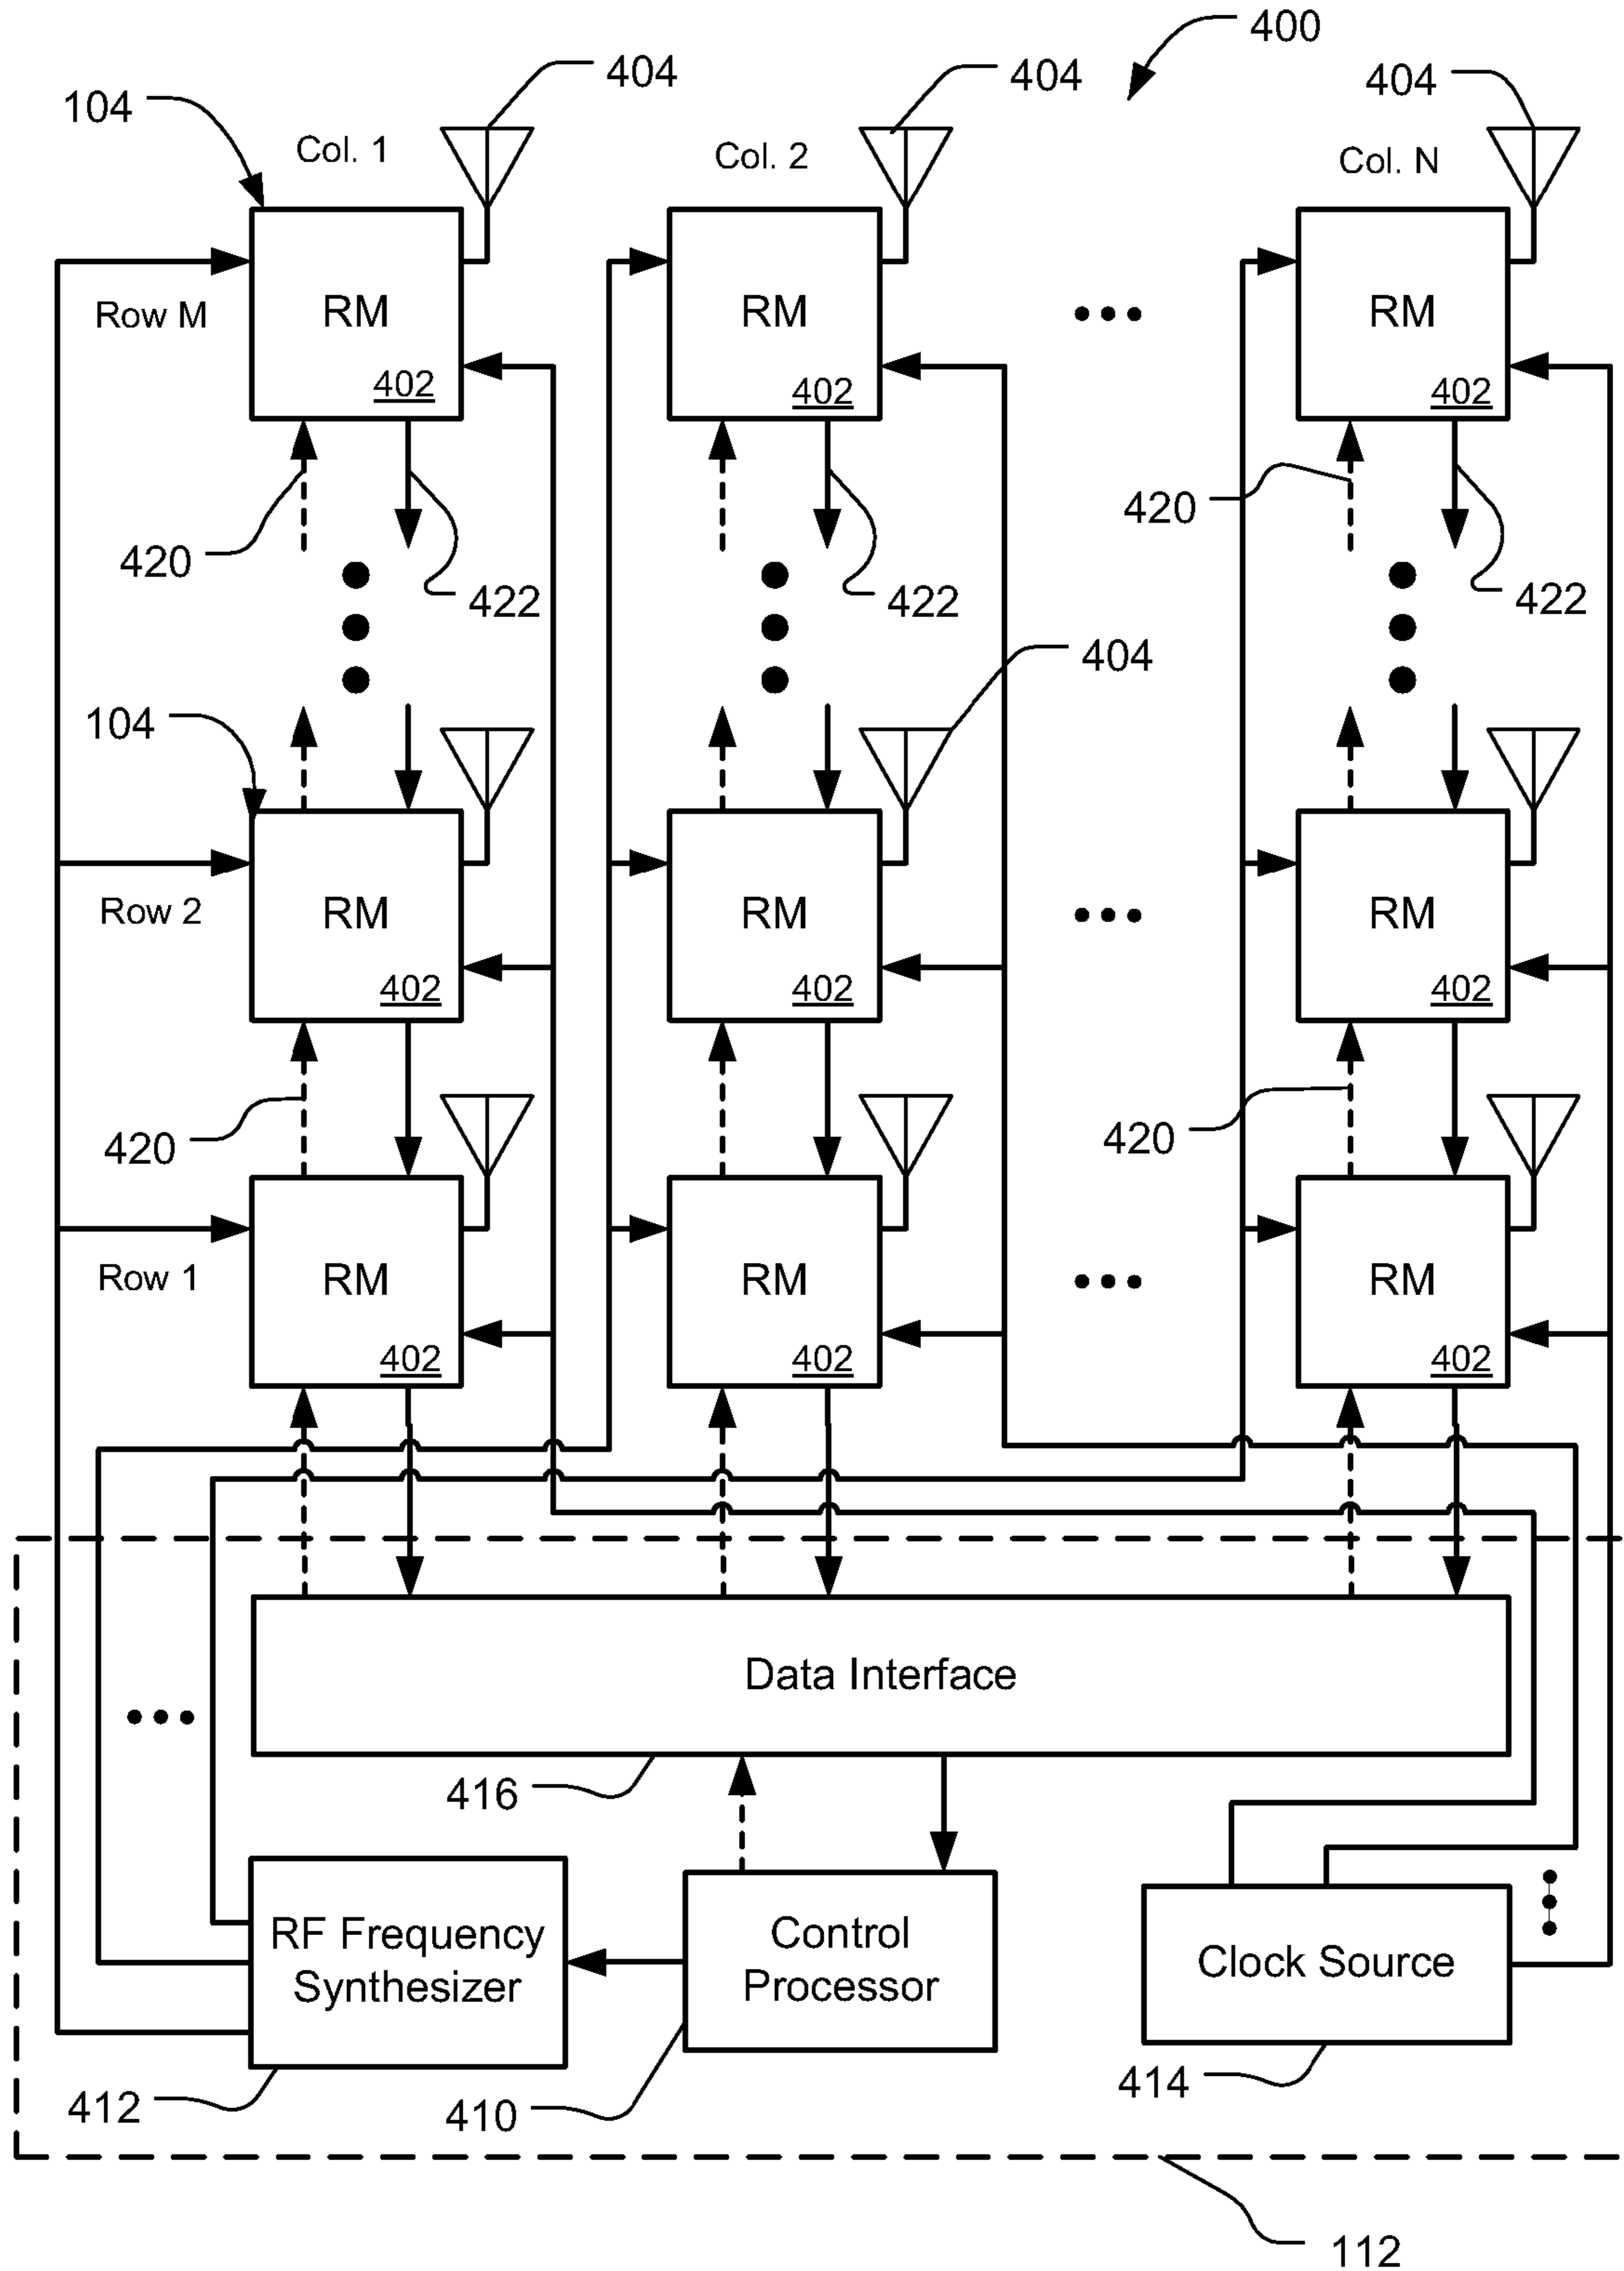 400
404
404
404
104
Col. 1
Col. 2
Col. N
RM
RM
RM
Row M
402
402
402
420
420
422
422
422
404
104
RM
RM
RM
Row 2
402
402
402
420
420
RM
RM
RM
Row 1
402
402
402
Data Interface
416
RF Frequency
Synthesizer
Control
Processor
Clock Source
412
410
414
112